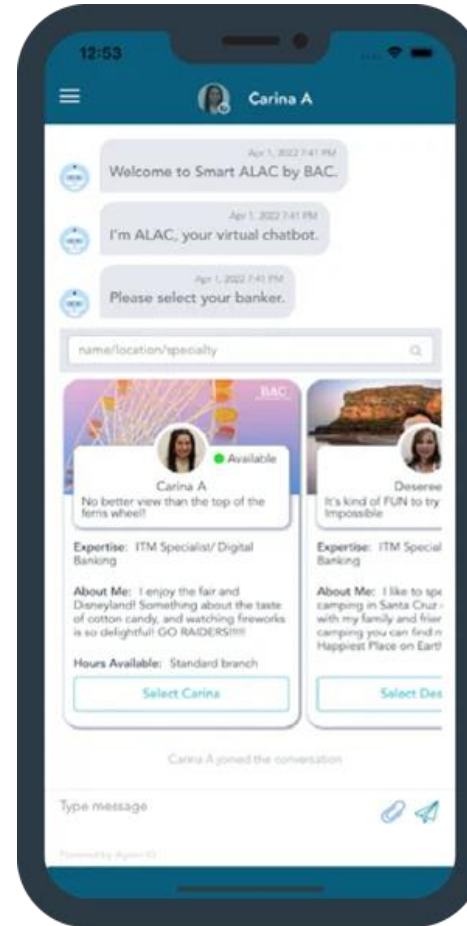 12:53
Carina A
Apr 1, 2022 7:41 PM
Welcome to Smart ALAC by BAC.
Apr 1, 2022 7:41 PM
I'm ALAC, your virtual chatbot.
Apr 1, 2022 7:41 PM
Please select your banker.
name/location/specialty
BAC
Available
Carina A
No better view than the top of the
ferris wheel!
Expertise: ITM Specialist/ Digital
Banking
About Me: I enjoy the fair and
Disneyland! Something about the taste
of cotton candy, and watching fireworks
is so delightful! GO RAIDERS!!!!!
Hours Available: Standard branch
Select Carina
Deseree
It's kind of FUN to try
Impossible
Expertise: ITM Special
Banking
About Me: I like to spe
camping in Santa Cruz
with my family and frier
camping you can find m
Happiest Place on Earth
Select Des
Carina A joined the conversation
Type message
Powered by